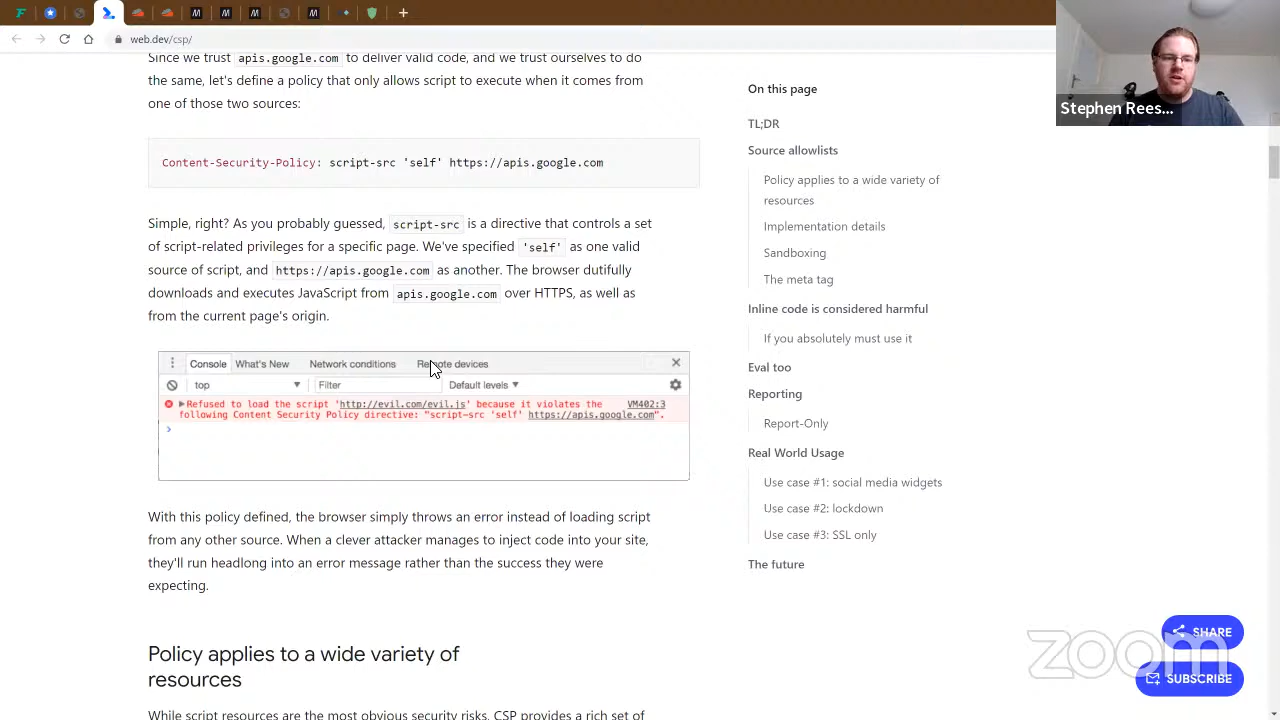 web.dev/csp/
Stephen Rees...
Since we trust apis.google.com to deliver valid code, and we trust ourselves to do
the same, let's define a policy that only allows script to execute when it comes from
one of those two sources:
Content-Security-Policy: script-src 'self' https://apis.google.com
Simple, right? As you probably guessed, script-src is a directive that controls a set
of script-related privileges for a specific page. We've specified 'self' as one valid
source of script, and https://apis.google.com as another. The browser dutifully
downloads and executes JavaScript from apis.google.com over HTTPS, as well as
from the current page's origin.
Console What's New Network conditions Remote devices
top Filter Default levels
Refused to load the script 'http://evil.com/evil.js' because it violates the VM402:3
following Content Security Policy directive: "script-src 'self' https://apis.google.com".
With this policy defined, the browser simply throws an error instead of loading script
from any other source. When a clever attacker manages to inject code into your site,
they'll run headlong into an error message rather than the success they were
expecting.
Policy applies to a wide variety of
resources
While script resources are the most obvious security risks, CSP provides a rich set of
On this page
TL;DR
Source allowlists
Policy applies to a wide variety of
resources
Implementation details
Sandboxing
The meta tag
Inline code is considered harmful
If you absolutely must use it
Eval too
Reporting
Report-Only
Real World Usage
Use case #1: social media widgets
Use case #2: lockdown
Use case #3: SSL only
The future
SHARE
zoom
SUBSCRIBE